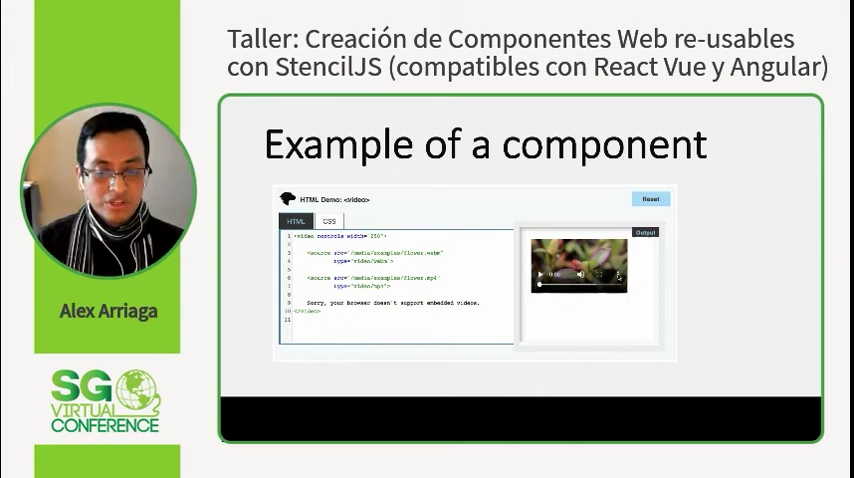 Taller: Creación de Componentes Web re-usables
con StencilJS (compatibles con React Vue y Angular)
Example of a component
HTML Demo: <video>
Reset
HTML
CSS
Output
1 <video controls width="250">
2
3 <source src="/media/examples/flower.webm"
4 type="video/webm">
5
6 <source src="/media/examples/flower.mp4"
7 type="video/mp4">
8
9 Sorry, your browser doesn't support embedded videos.
10 </video>
11
0:00
Alex Arriaga
SG
VIRTUAL
CONFERENCE